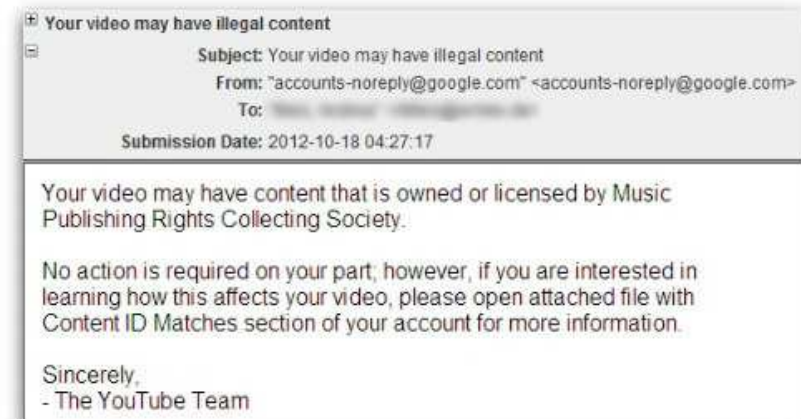 Your video may have illegal content
Subject: Your video may have illegal content
From: "accounts-noreply@google.com" <accounts-noreply@google.com>
To:
Submission Date: 2012-10-18 04:27:17
Your video may have content that is owned or licensed by Music
Publishing Rights Collecting Society.
No action is required on your part; however, if you are interested in
learning how this affects your video, please open attached file with
Content ID Matches section of your account for more information.
Sincerely,
- The YouTube Team